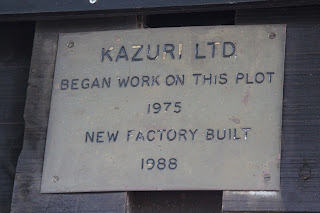 KAZURI LTD
BEGAN WORK ON THIS PLOT
1975
NEW FACTORY BUILT
1988